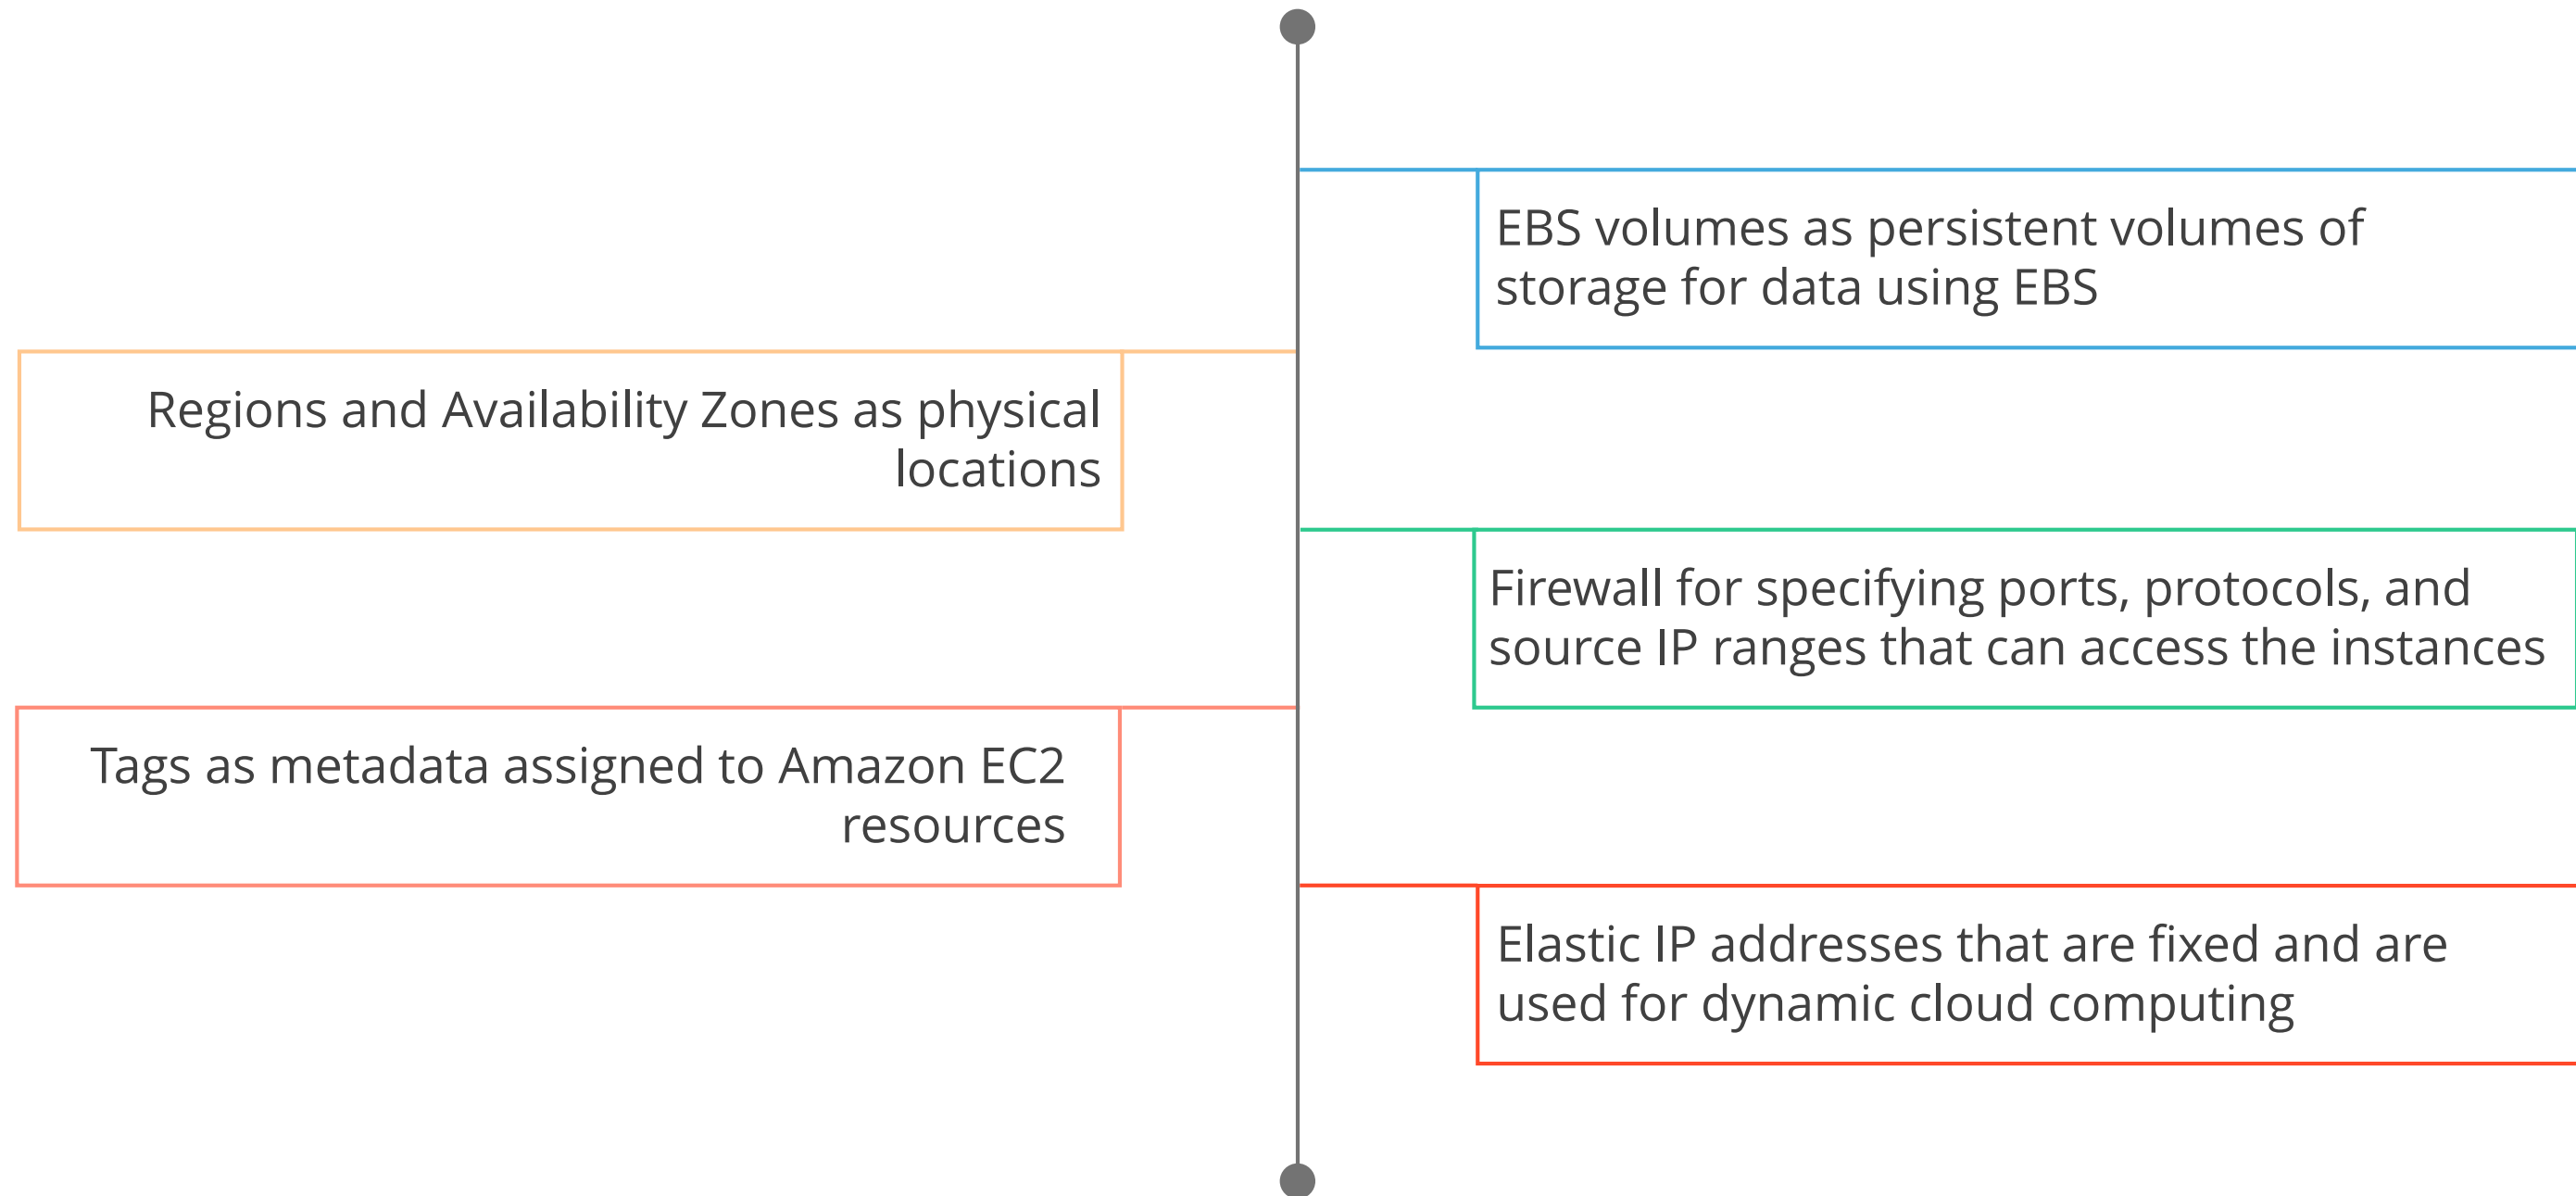 EBS volumes as persistent volumes of
storage for data using EBS
Regions and Availability Zones as physical
locations
Firewall for specifying ports, protocols, and
source IP ranges that can access the instances
Tags as metadata assigned to Amazon EC2
resources
Elastic IP addresses that are fixed and are
used for dynamic cloud computing